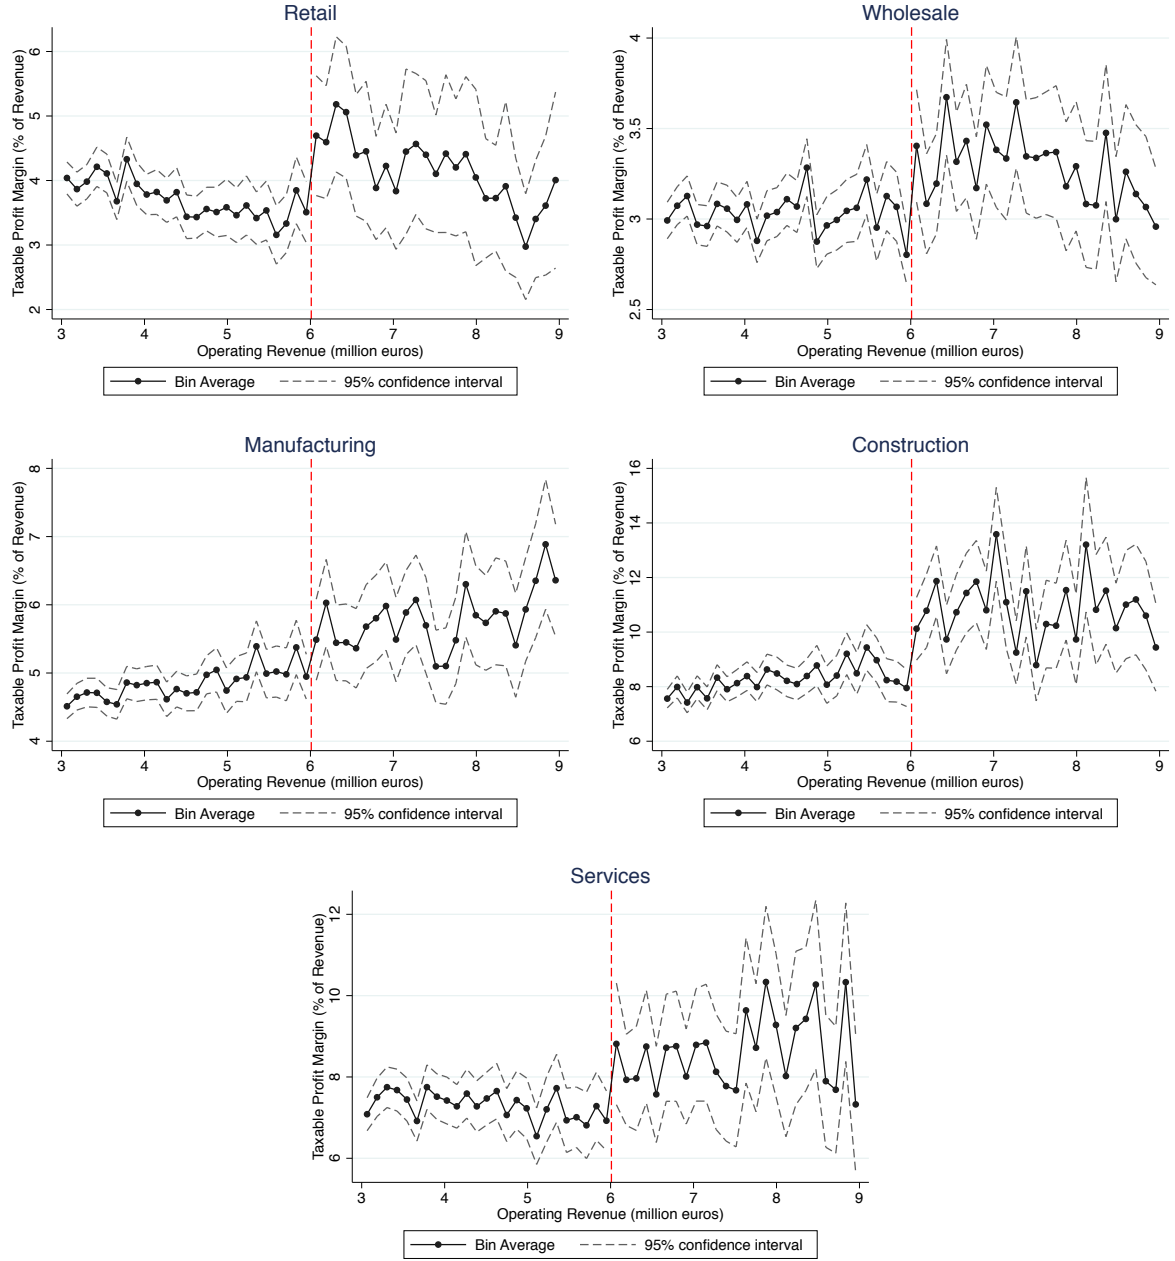 Retail
Taxable Profit Margin (% of Revenue)
6
5
4
3
2
3 4 5 6 7 8 9
Operating Revenue (million euros)
Bin Average 95% confidence interval
Wholesale
Taxable Profit Margin (% of Revenue)
4
3.5
3
2.5
3 4 5 6 7 8 9
Operating Revenue (million euros)
Bin Average 95% confidence interval
Manufacturing
Taxable Profit Margin (% of Revenue)
8
7
6
5
4
3 4 5 6 7 8 9
Operating Revenue (million euros)
Bin Average 95% confidence interval
Construction
Taxable Profit Margin (% of Revenue)
16
14
12
10
8
6
3 4 5 6 7 8 9
Operating Revenue (million euros)
Bin Average 95% confidence interval
Services
Taxable Profit Margin (% of Revenue)
12
10
8
6
3 4 5 6 7 8 9
Operating Revenue (million euros)
Bin Average 95% confidence interval